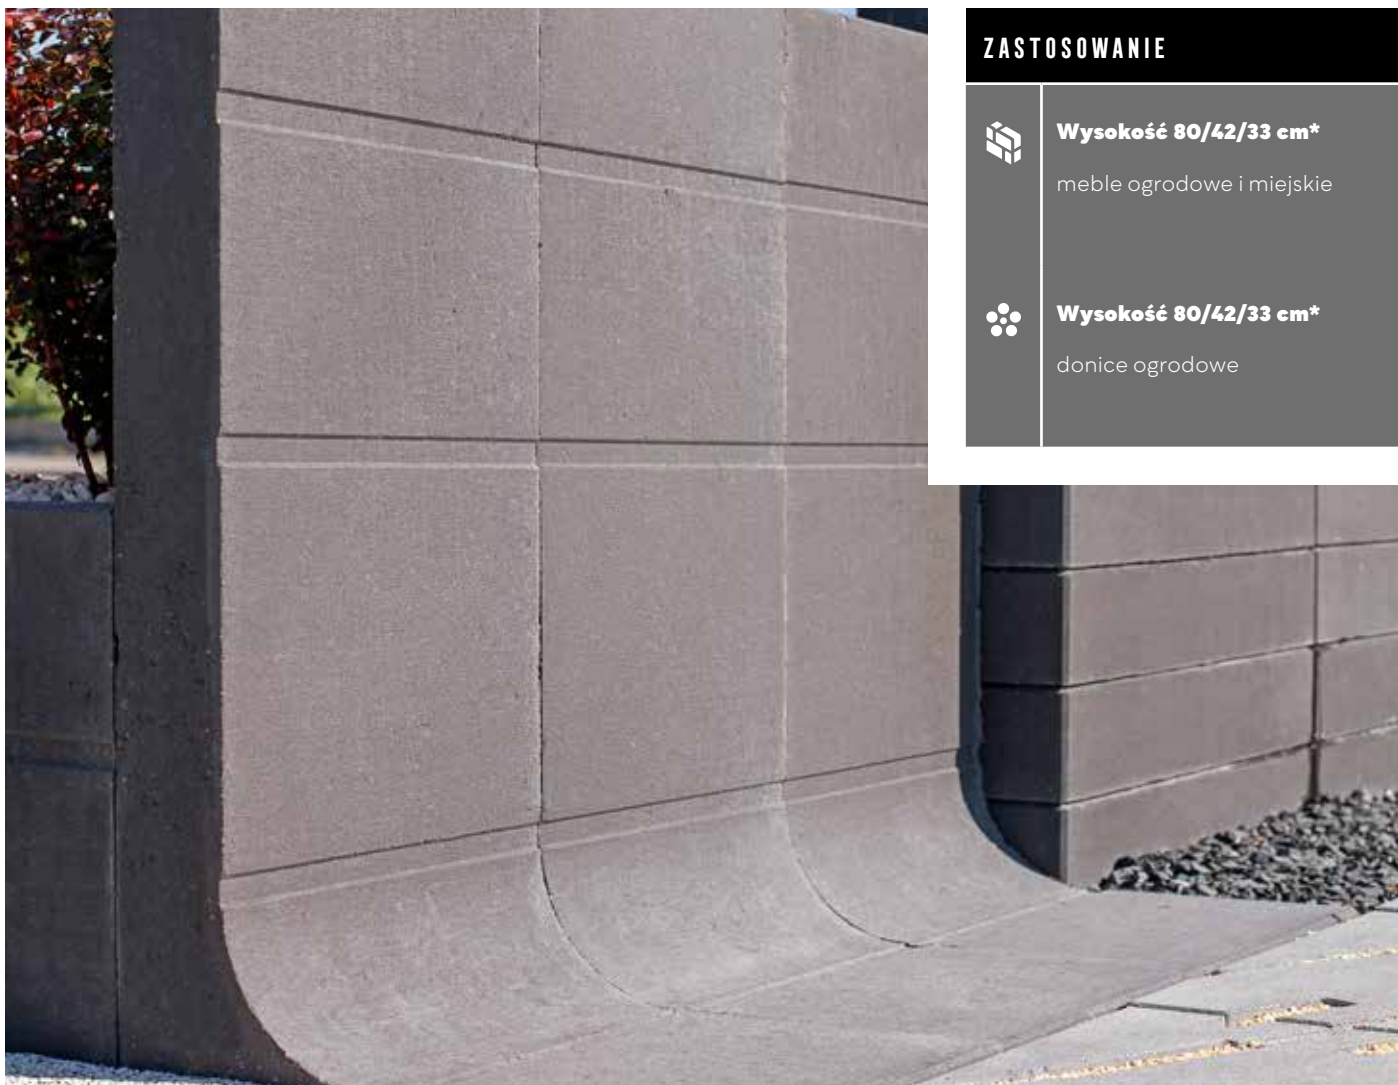 ZASTOSOWANIE
Wysokość 80/42/33 cm*
meble ogrodowe i miejskie
Wysokość 80/42/33 cm*
donice ogrodowe